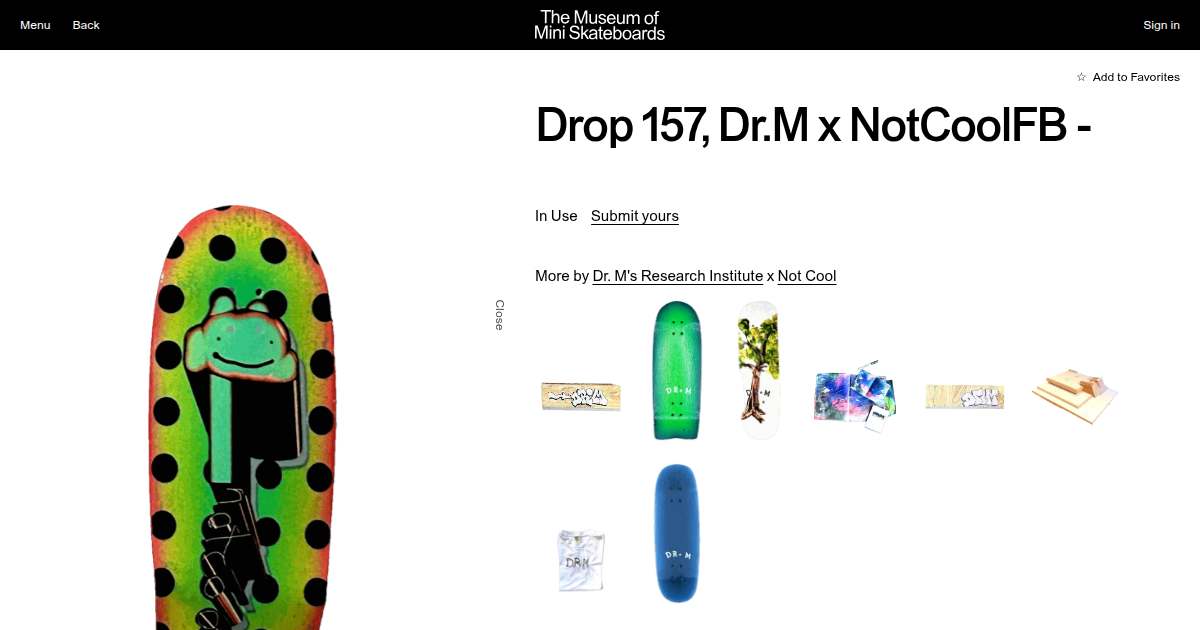 Menu
Back
The Museum of
Mini Skateboards
Sign in
☆ Add to Favorites
Drop 157, Dr.M x NotCoolFB -
In Use
Submit yours
More by Dr. M's Research Institute x Not Cool
Close
DR•M
DR•M
DR.M